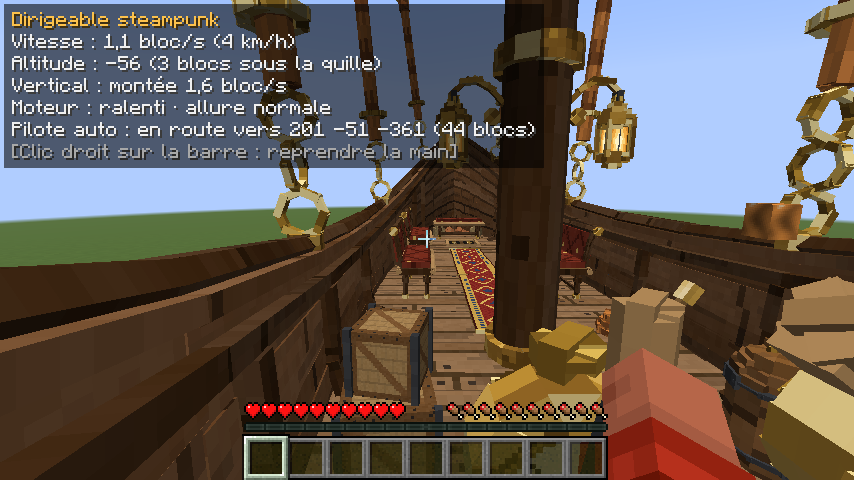 Dirigeable steampunk
Vitesse : 1,1 bloc/s (4 km/h)
Altitude : -56 (3 blocs sous la quille)
Vertical : montée 1,6 bloc/s
Moteur : ralenti · allure normale
Pilote auto : en route vers 201 -51 -361 (44 blocs)
[Clic droit sur la barre : reprendre la main]